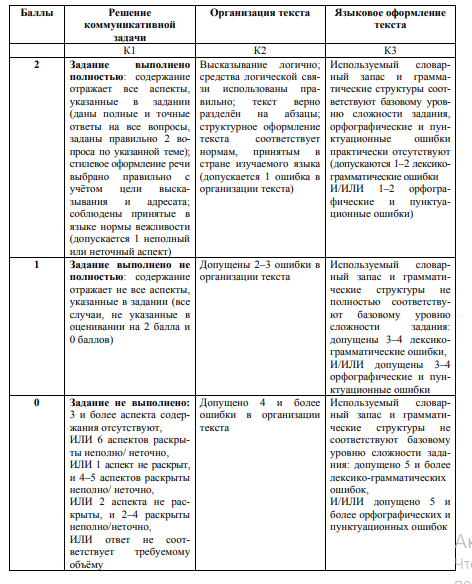 Баллы
Решение
коммуникативной
задачи
Организация текста
Языковое оформление
текста
К1
К2
К3
2
Задание выполнено
полностью: содержание
отражает все аспекты,
указанные в задании
(даны полные и точные
ответы на все вопросы,
заданы правильно 2 во-
проса по указанной теме);
стилевое оформление речи
выбрано правильно с
учётом цели выска-
зывания и адресата;
соблюдены принятые в
языке нормы вежливости
(допускается 1 неполный
или неточный аспект)
Высказывание логично;
средства логической свя-
зи использованы пра-
вильно; текст верно
разделён на абзацы;
структурное оформление
текста соответствует
нормам, принятым в
стране изучаемого языка
(допускается 1 ошибка в
организации текста)
Используемый словар-
ный запас и грамма-
тические структуры соот-
ветствуют базовому уров-
ню сложности задания,
орфографические и пунк-
туационные ошибки
практически отсутствуют
(допускаются 1–2 лексико-
грамматические ошибки
И/ИЛИ 1–2 орфогра-
фические и пунктуа-
ционные ошибки)
1
Задание выполнено не
полностью: содержание
отражает не все аспекты,
указанные в задании (все
случаи, не указанные в
оценивании на 2 балла и
0 баллов)
Допущены 2–3 ошибки в
организации текста
Используемый словар-
ный запас и граммати-
ческие структуры не
полностью соответству-
ют базовому уровню
сложности задания:
допущены 3–4 лексико-
грамматические ошибки,
И/ИЛИ допущены 3–4
орфографические и пунк-
туационные ошибки
0
Задание не выполнено:
3 и более аспекта содер-
жания отсутствуют,
ИЛИ 6 аспектов раскры-
ты неполно/ неточно,
ИЛИ 1 аспект не раскрыт,
и 4–5 аспектов раскрыты
неполно/ неточно,
ИЛИ 2 аспекта не рас-
крыты, и 2–4 раскрыты
неполно/неточно,
ИЛИ ответ не соот-
ветствует требуемому
объёму
Допущено 4 и более
ошибки в организации
текста
Используемый словар-
ный запас и граммати-
ческие структуры не
соответствуют базовому
уровню сложности зада-
ния: допущено 5 и более
лексико-грамматических
ошибок,
И/ИЛИ допущено 5 и
более орфографических и
пунктуационных ошибок